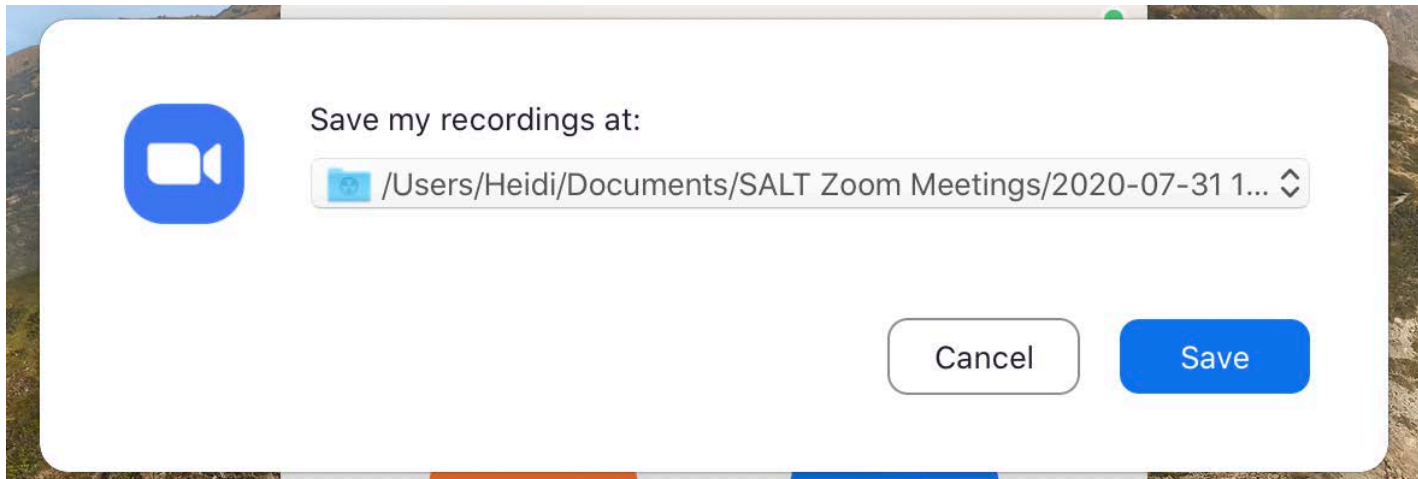 Save my recordings at:
/Users/Heidi/Documents/SALT Zoom Meetings/2020-07-31 1...
Cancel
Save